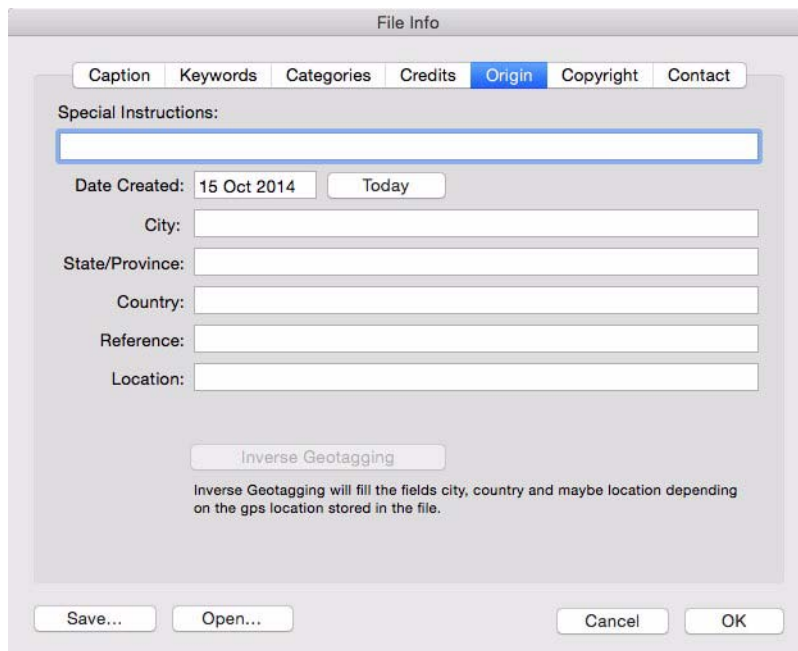 File Info
Caption Keywords Categories Credits Origin Copyright Contact
Special Instructions:
Date Created: 15 Oct 2014 Today
City:
State/Province:
Country:
Reference:
Location:
Inverse Geotagging
Inverse Geotagging will fill the fields city, country and maybe location depending
on the gps location stored in the file.
Save... Open... Cancel OK